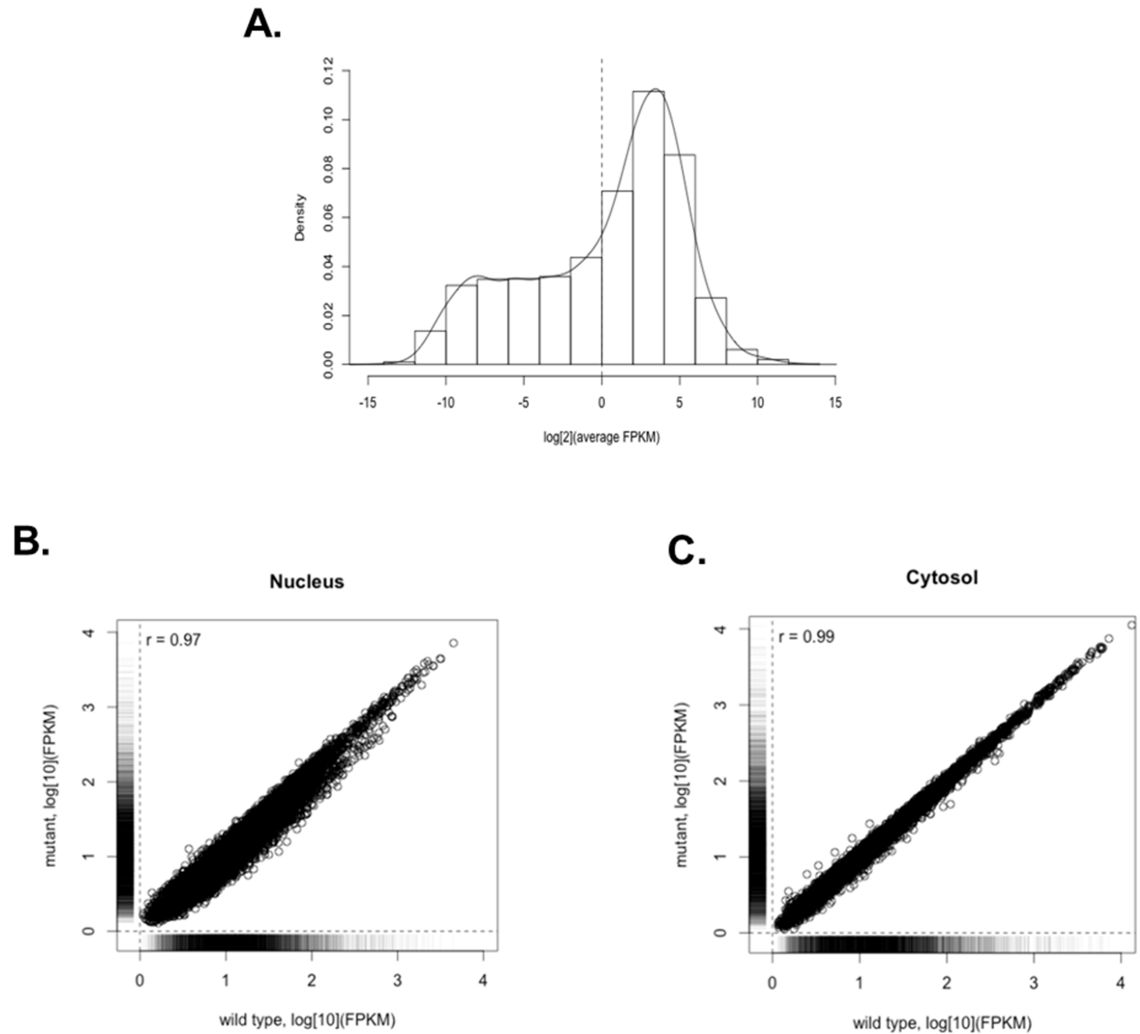 A.
Density
0.12
0.10
0.08
0.06
0.04
0.02
0.00
-15 -10 -5 0 5 10 15
log[2](average FPKM)
B.
Nucleus
r = 0.97
mutant, log[10](FPKM)
4
3
2
1
0
0 1 2 3 4
wild type, log[10](FPKM)
C.
Cytosol
r = 0.99
mutant, log[10](FPKM)
4
3
2
1
0
0 1 2 3 4
wild type, log[10](FPKM)